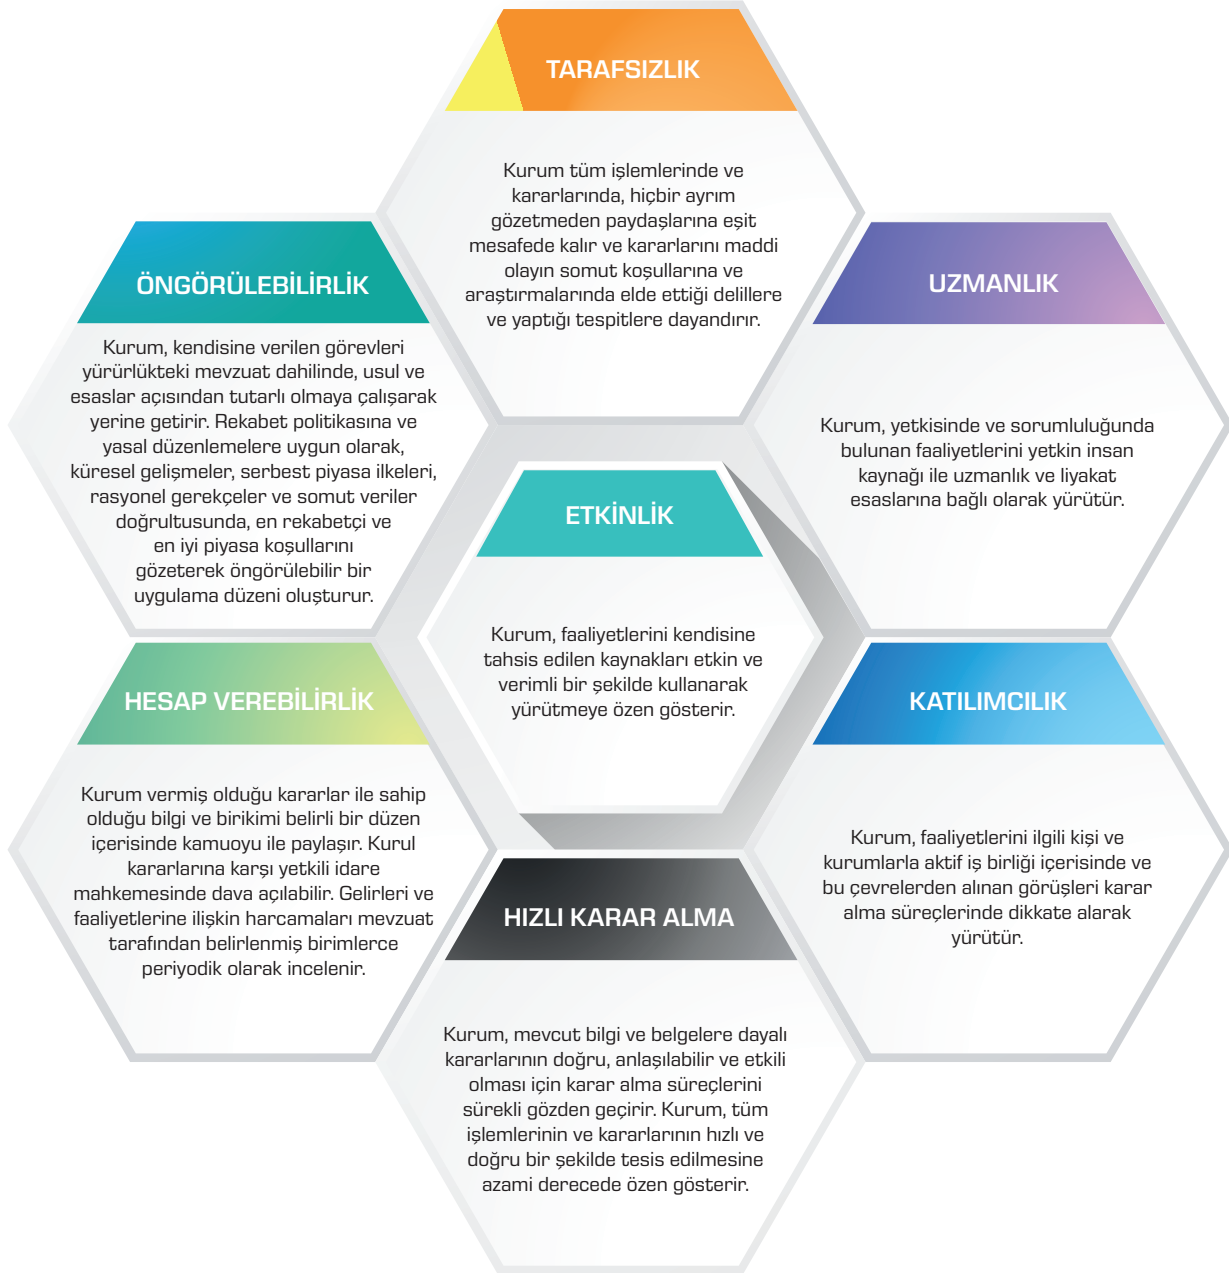 TARAFSIZLIK
Kurum tüm işlemlerinde ve
kararlarında, hiçbir ayrım
gözetmeden paydaşlarına eşit
mesafede kalır ve kararlarını maddi
olayın somut koşullarına ve
araştırmalarında elde ettiği delillere
ve yaptığı tespitlere dayandırır.
ÖNGÖRÜLEBİLİRLİK
Kurum, kendisine verilen görevleri
yürürlükteki mevzuat dahilinde, usul ve
esaslar açısından tutarlı olmaya çalışarak
yerine getirir. Rekabet politikasına ve
yasal düzenlemelere uygun olarak,
küresel gelişmeler, serbest piyasa ilkeleri,
rasyonel gerekçeler ve somut veriler
doğrultusunda, en rekabetçi ve
en iyi piyasa koşullarını
gözeterek öngörülebilir bir
uygulama düzeni oluşturur.
UZMANLIK
Kurum, yetkisinde ve sorumluluğunda
bulunan faaliyetlerini yetkin insan
kaynağı ile uzmanlık ve liyakat
esaslarına bağlı olarak yürütür.
ETKİNLİK
Kurum, faaliyetlerini kendisine
tahsis edilen kaynakları etkin ve
verimli bir şekilde kullanarak
yürütmeye özen gösterir.
HESAP VEREBİLİRLİK
Kurum vermiş olduğu kararlar ile sahip
olduğu bilgi ve birikimi belirli bir düzen
içerisinde kamuoyu ile paylaşır. Kurul
kararlarına karşı yetkili idare
mahkemesinde dava açılabilir. Gelirleri ve
faaliyetlerine ilişkin harcamaları mevzuat
tarafından belirlenmiş birimlerce
periyodik olarak incelenir.
KATILIMCILIK
Kurum, faaliyetlerini ilgili kişi ve
kurumlarla aktif iş birliği içerisinde ve
bu çevrelerden alınan görüşleri karar
alma süreçlerinde dikkate alarak
yürütür.
HIZLI KARAR ALMA
Kurum, mevcut bilgi ve belgelere dayalı
kararlarının doğru, anlaşılabilir ve etkili
olması için karar alma süreçlerini
sürekli gözden geçirir. Kurum, tüm
işlemlerinin ve kararlarının hızlı ve
doğru bir şekilde tesis edilmesine
azami derecede özen gösterir.